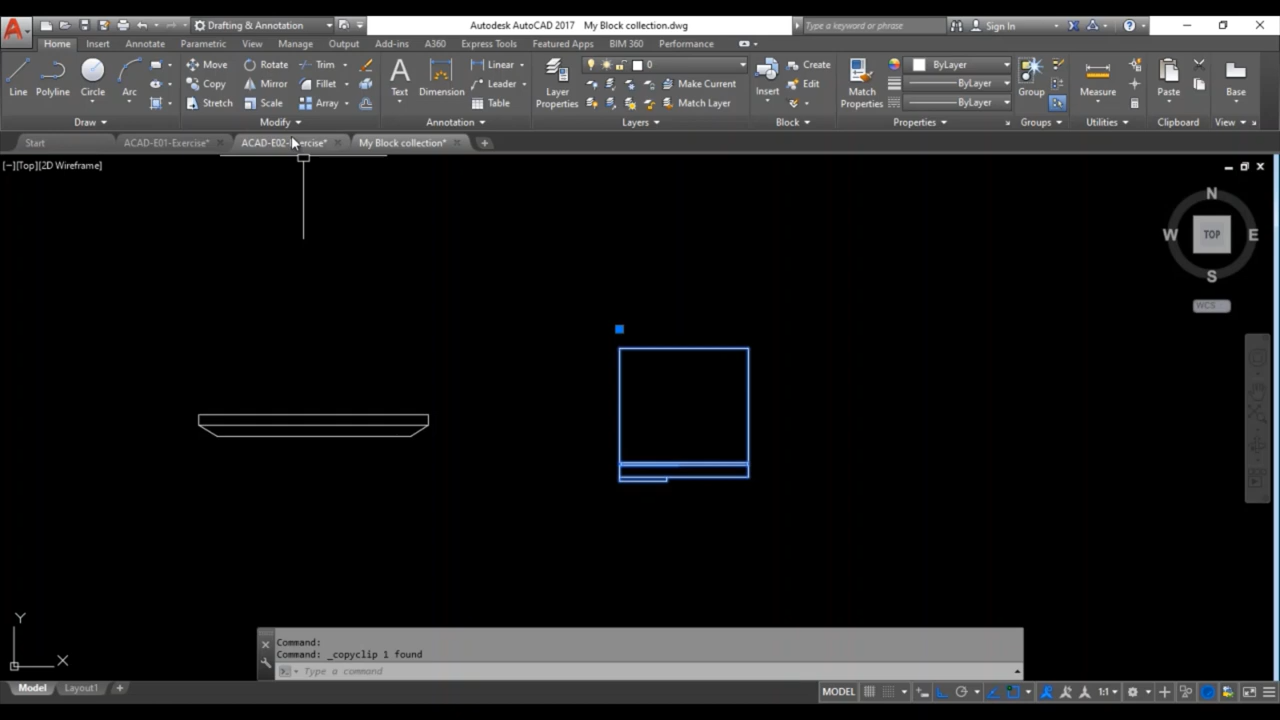 Drafting & Annotation
Autodesk AutoCAD 2017 My Block collection.dwg
Type a keyword or phrase
Sign In
Home Insert Annotate Parametric View Manage Output Add-ins A360 Express Tools Featured Apps BIM 360 Performance
Move Rotate Trim Linear 0 Create ByLayer
Copy Mirror Fillet Leader Make Current Edit ByLayer
Stretch Scale Array Table Match Layer ByLayer
Line Polyline Circle Arc Text Dimension Layer Properties Insert Match Properties Group Measure Paste Base
Draw Modify Annotation Layers Block Properties Groups Utilities Clipboard View
Start ACAD-E01-Exercise* My Block collection*
[−][Top][2D Wireframe]
N
W TOP E
S
WCS
Y
X
Command:
Command: _copyclip 1 found
Type a command
Model Layout1
MODEL 1:1